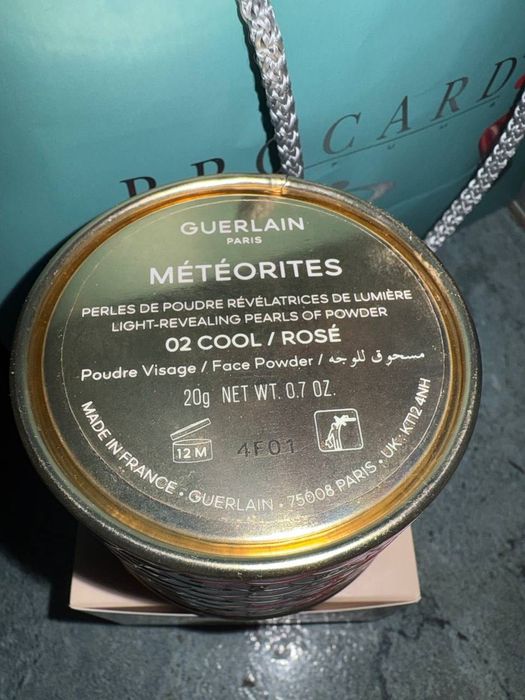 BROCARD
GUERLAIN
PARIS
MÉTÉORITES
PERLES DE POUDRE RÉVÉLATRICES DE LUMIÈRE
LIGHT-REVEALING PEARLS OF POWDER
02 COOL / ROSÉ
Poudre Visage / Face Powder / مسحوق للوجه
20g NET WT. 0.7 OZ.
12 M
4F01
MADE IN FRANCE • GUERLAIN • 75008 PARIS • UK: KT12 4NH